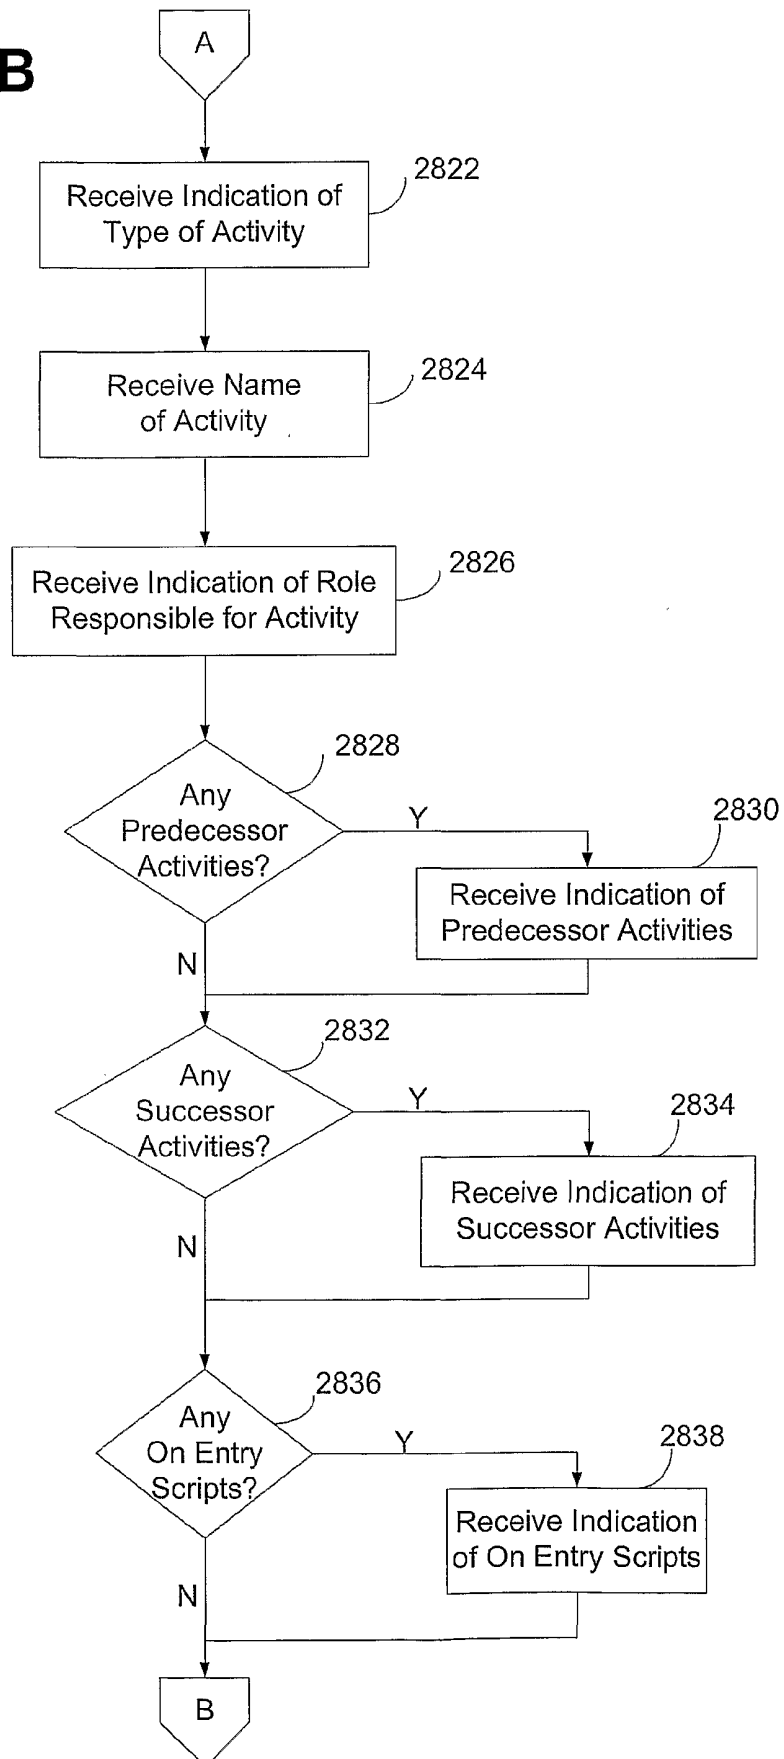 B
A
2822
Receive Indication of
Type of Activity
2824
Receive Name
of Activity
2826
Receive Indication of Role
Responsible for Activity
2828
Any
Predecessor
Activities?
Y
2830
Receive Indication of
Predecessor Activities
N
2832
Any
Successor
Activities?
Y
2834
Receive Indication of
Successor Activities
N
2836
Any
On Entry
Scripts?
Y
2838
Receive Indication
of On Entry Scripts
N
B